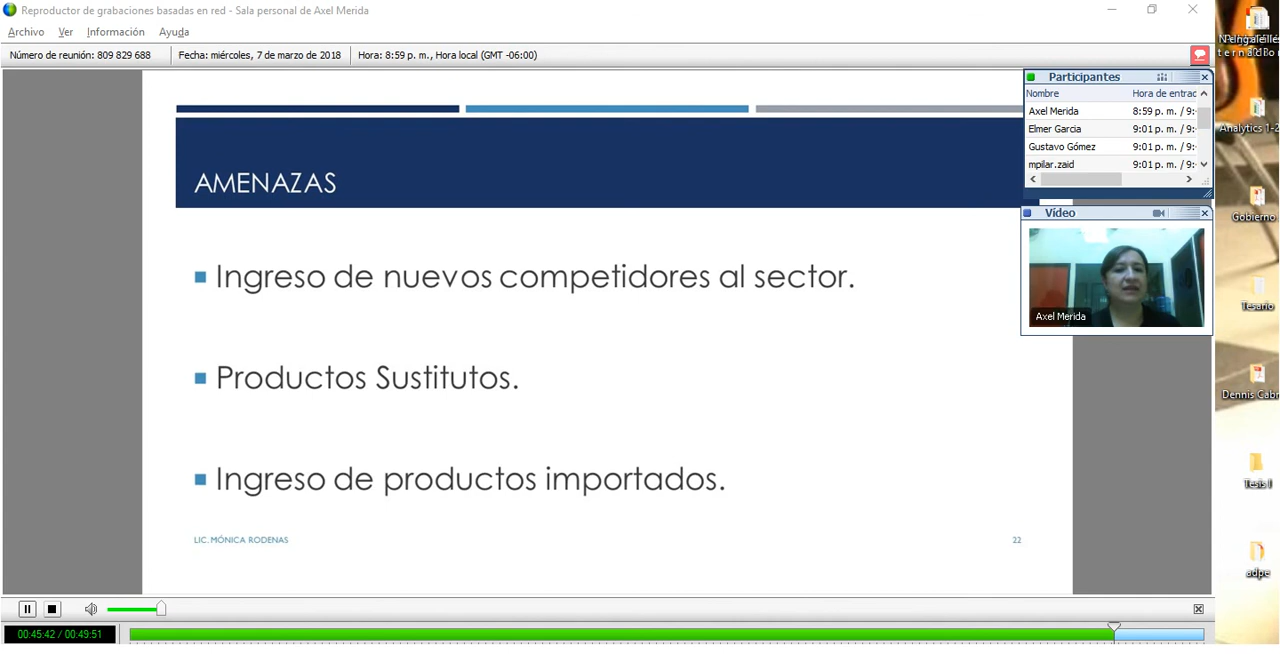 Reproductor de grabaciones basadas en red - Sala personal de Axel Merida
Archivo Ver Información Ayuda
Número de reunión: 809 829 688 Fecha: miércoles, 7 de marzo de 2018 Hora: 8:59 p. m., Hora local (GMT -06:00)
Participantes
Nombre Hora de entrac
Axel Merida 8:59 p. m. / 9:
Elmer Garcia 9:01 p. m. / 9:
Gustavo Gómez 9:01 p. m. / 9:
mpilar.zaid 9:01 p. m. / 9:
Vídeo
Axel Merida
AMENAZAS
Ingreso de nuevos competidores al sector.
Productos Sustitutos.
Ingreso de productos importados.
LIC. MÓNICA RODENAS 22
00:45:42 / 00:49:51
Analytics 1-2
Gobierno
Tesario
Dennis Cabr
Tesis I
adpe